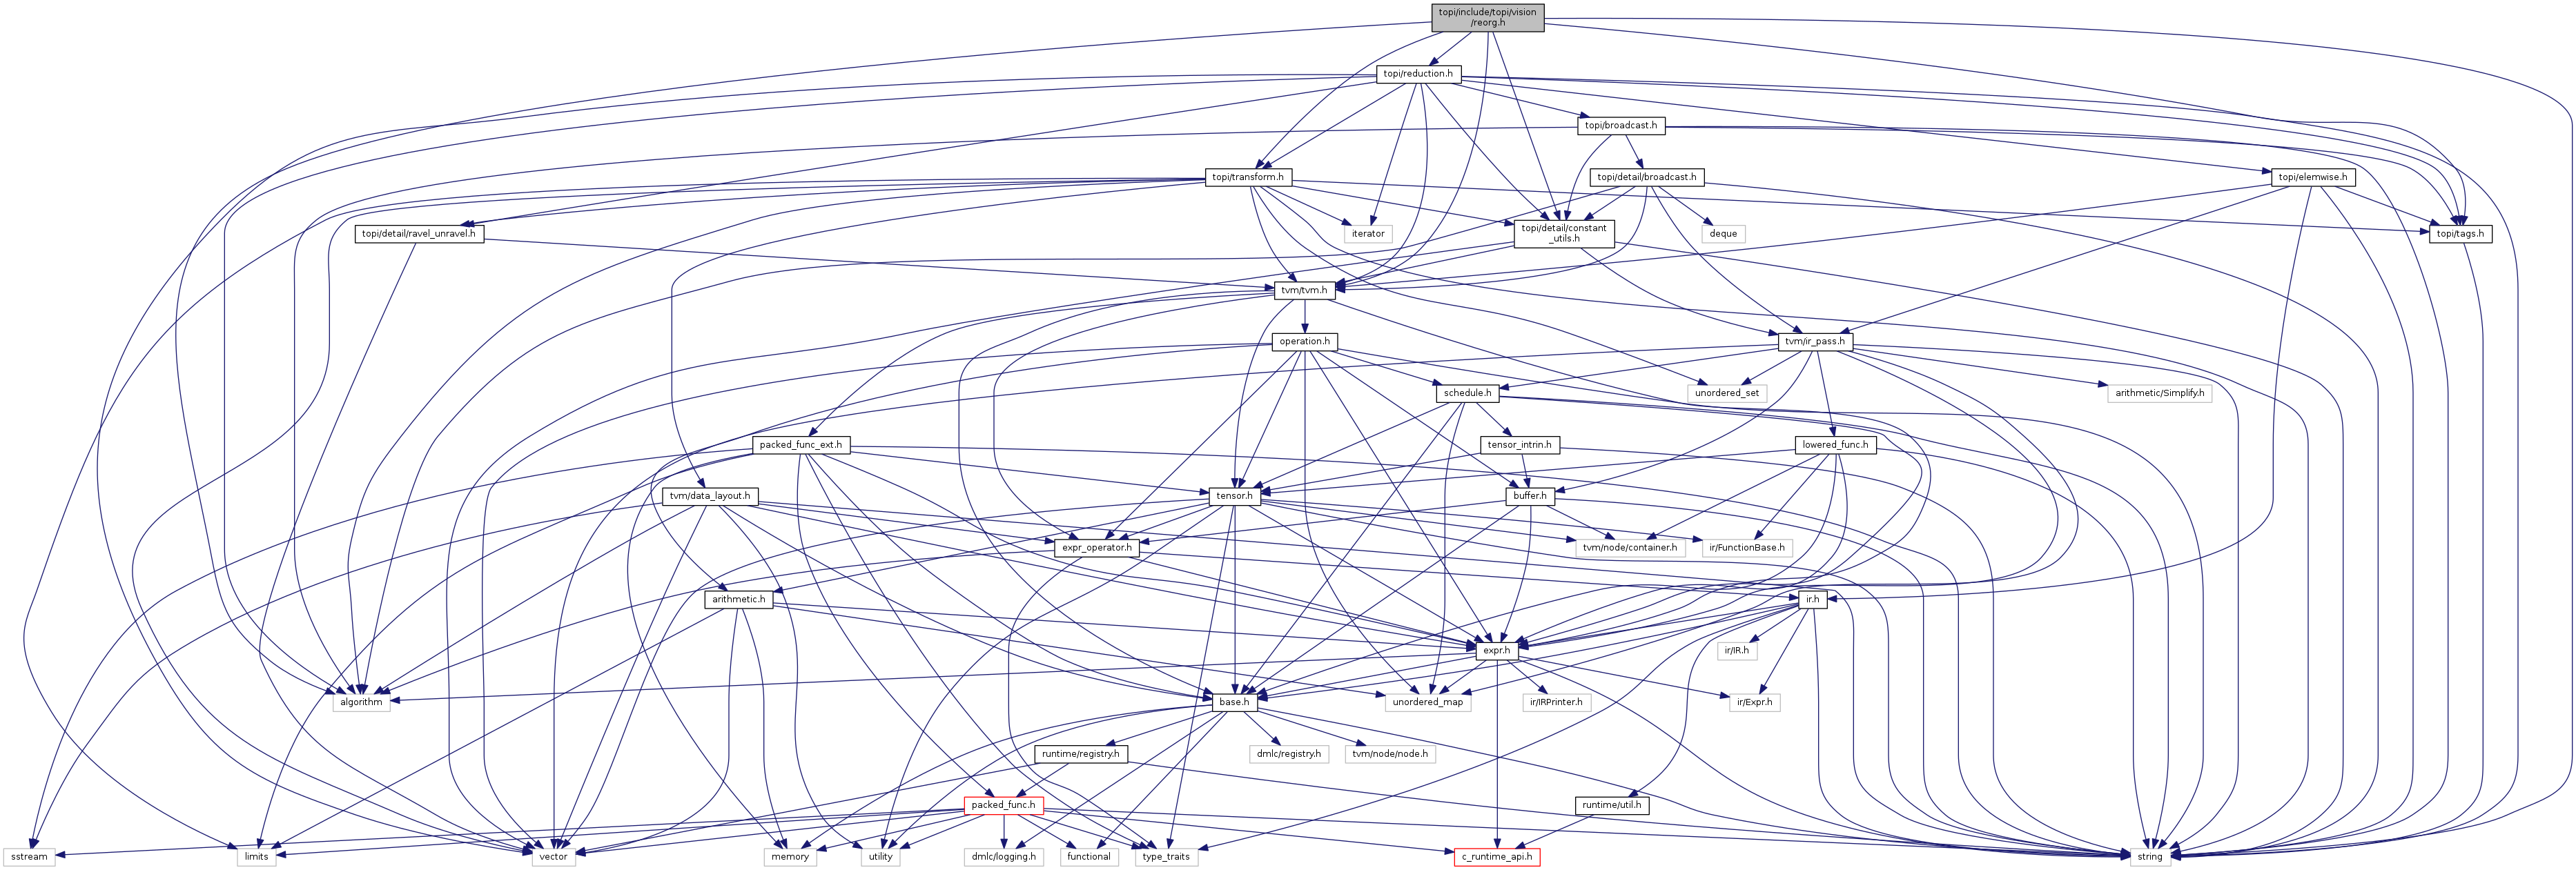 topi/include/topi/vision
/reorg.h
topi/reduction.h
topi/broadcast.h
topi/transform.h
topi/detail/broadcast.h
topi/elemwise.h
topi/detail/ravel_unravel.h
iterator
topi/detail/constant
_utils.h
deque
topi/tags.h
tvm/tvm.h
operation.h
tvm/ir_pass.h
schedule.h
unordered_set
arithmetic/Simplify.h
packed_func_ext.h
tensor_intrin.h
lowered_func.h
tvm/data_layout.h
tensor.h
buffer.h
expr_operator.h
tvm/node/container.h
ir/FunctionBase.h
arithmetic.h
ir.h
expr.h
ir/IR.h
algorithm
base.h
unordered_map
ir/IRPrinter.h
ir/Expr.h
runtime/registry.h
dmlc/registry.h
tvm/node/node.h
packed_func.h
runtime/util.h
sstream
limits
vector
memory
utility
dmlc/logging.h
functional
type_traits
c_runtime_api.h
string